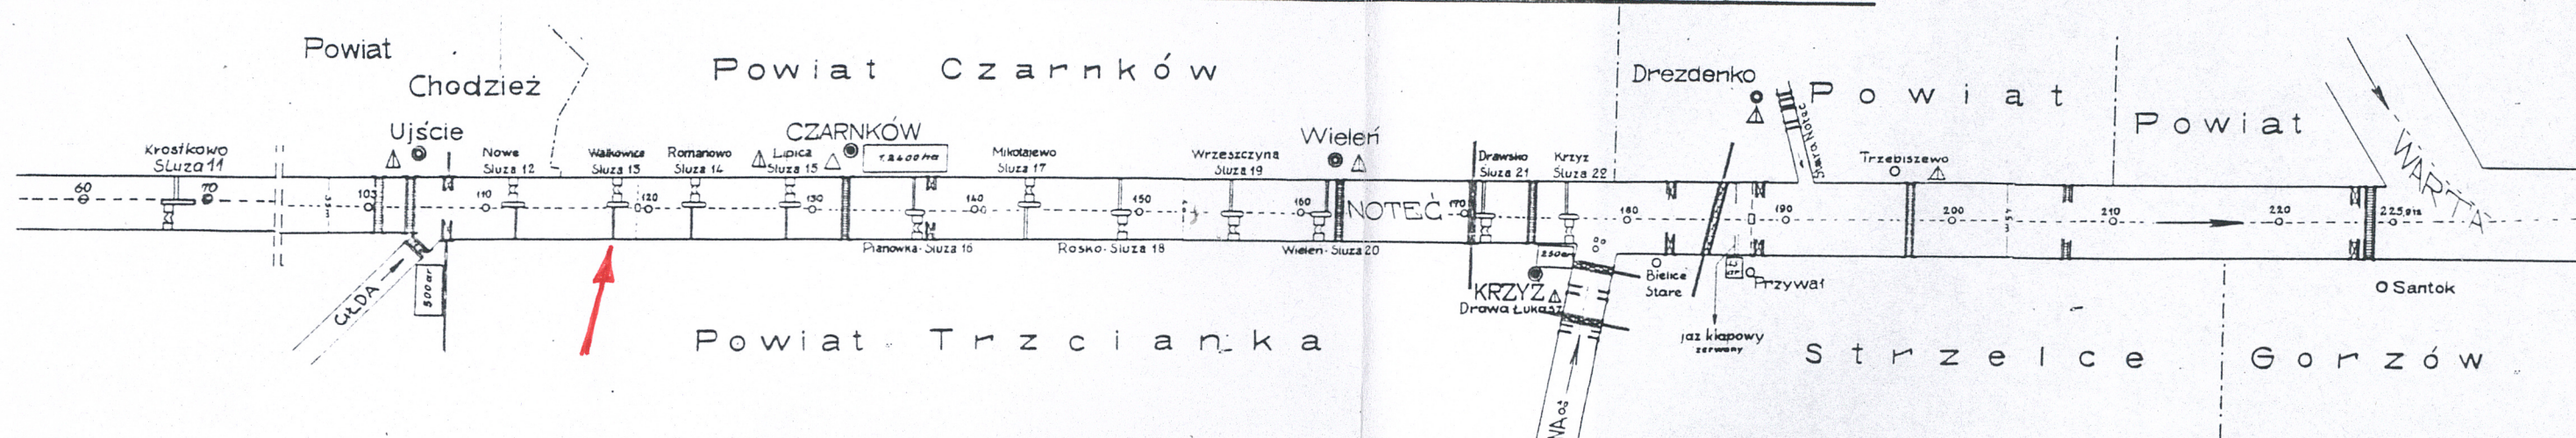 Powiat
Chodzież
Powiat Czarnków
Drezdenko
Powiat
Powiat
WARTA
Ujście
CZARNKÓW
Wieleń
Stara Noteć
Krostkowo
Śluza 11
Nowe
Śluza 12
Walkowice
Śluza 13
Romanowo
Śluza 14
Lipica
Śluza 15
Mikołajewo
Śluza 17
Wrzeszczyna
Śluza 19
Drawsko
Śluza 21
Krzyż
Śluza 22
Trzebiszewo
60
70
103
110
120
130
140
150
160
NOTEĆ
170
180
190
200
210
220
Pianówka-Śluza 16
Rosko-Śluza 18
Wieleń-Śluza 20
GŁDA
500 ar
KRZYŻ
Drawa Łukasz
Bielice
Stare
Przywał
Santok
jaz klapowy
zerwany
Powiat Trzcianka
Strzelce
Gorzów